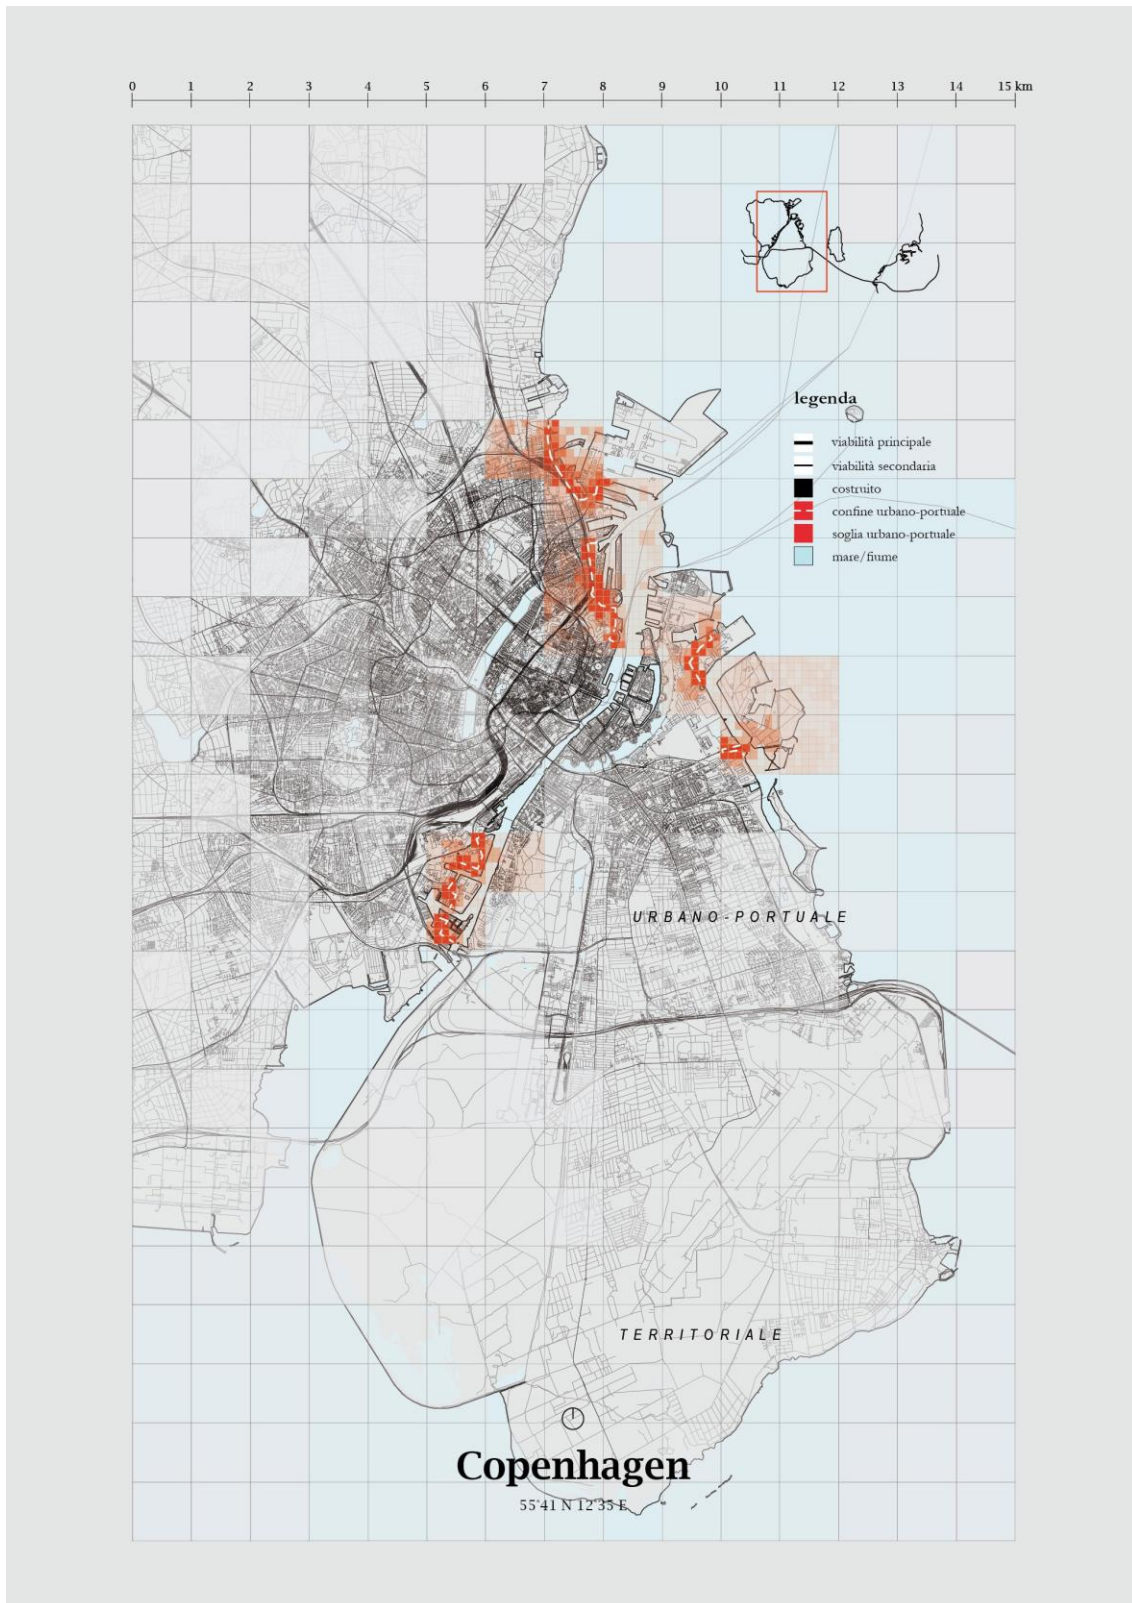 0 1 2 3 4 5 6 7 8 9 10 11 12 13 14 15 km
legenda
viabilità principale
viabilità secondaria
costruito
confine urbano-portuale
soglia urbano-portuale
mare/fiume
URBANO-PORTUALE
TERRITORIALE
Copenhagen
55°41 N 12°35 E